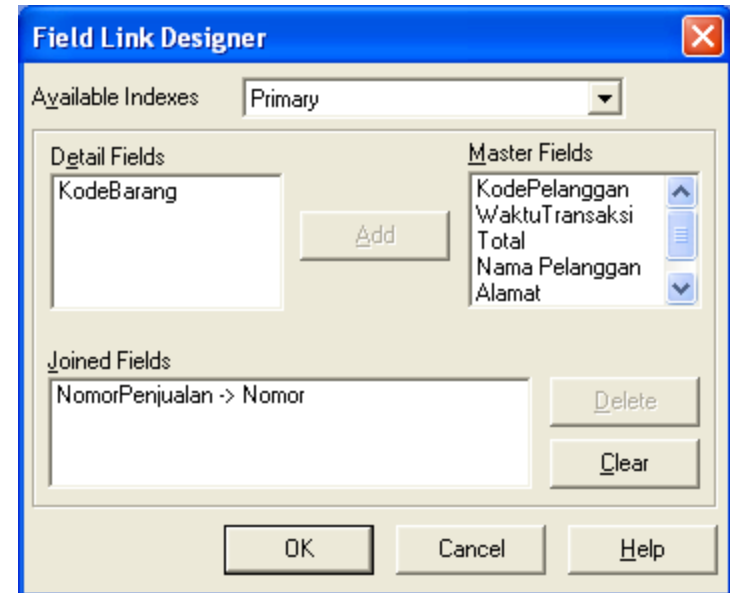 Field Link Designer
Available Indexes
Primary
Detail Fields
KodeBarang
Add
Master Fields
KodePelanggan
WaktuTransaksi
Total
Nama Pelanggan
Alamat
Joined Fields
NomorPenjualan -> Nomor
Delete
Clear
OK
Cancel
Help